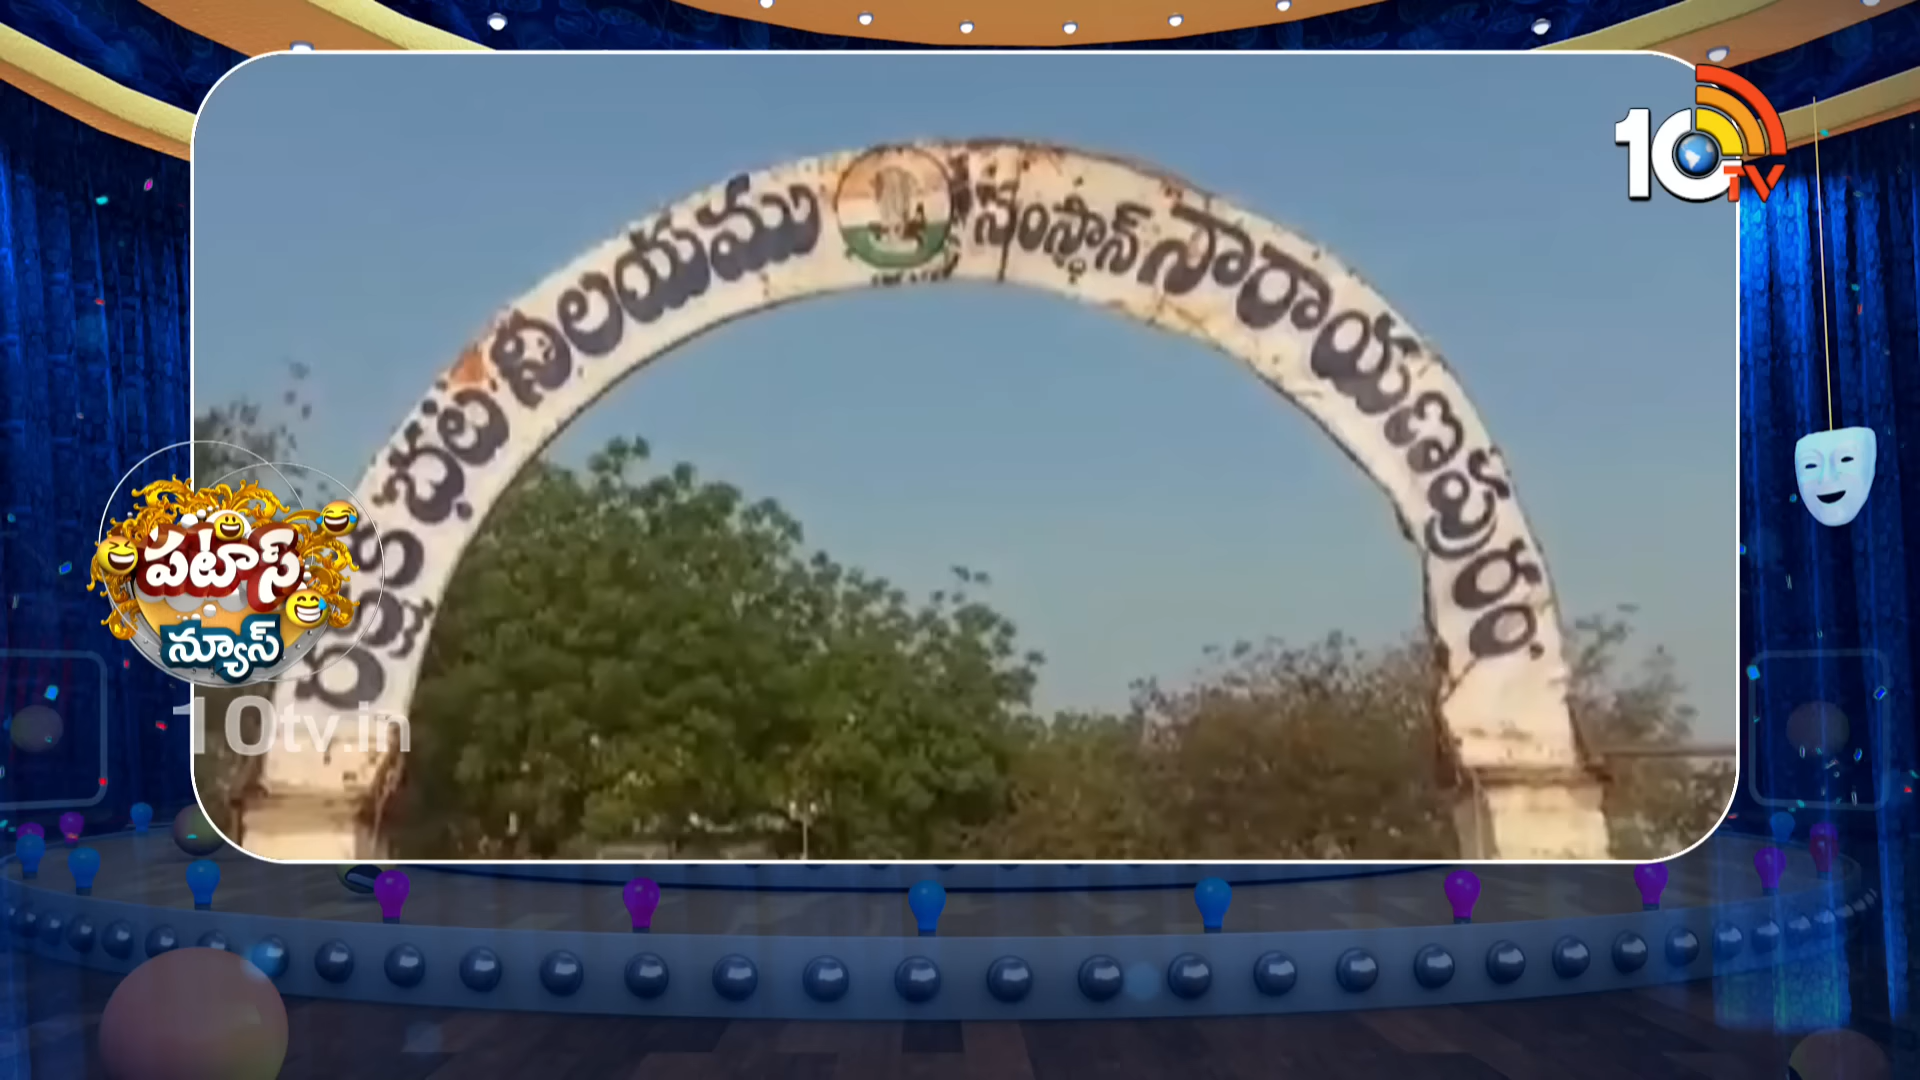 నిలయము సంస్థాన్ నారాయణపురం.
10TV
పటాస్
న్యూస్
10tv.in